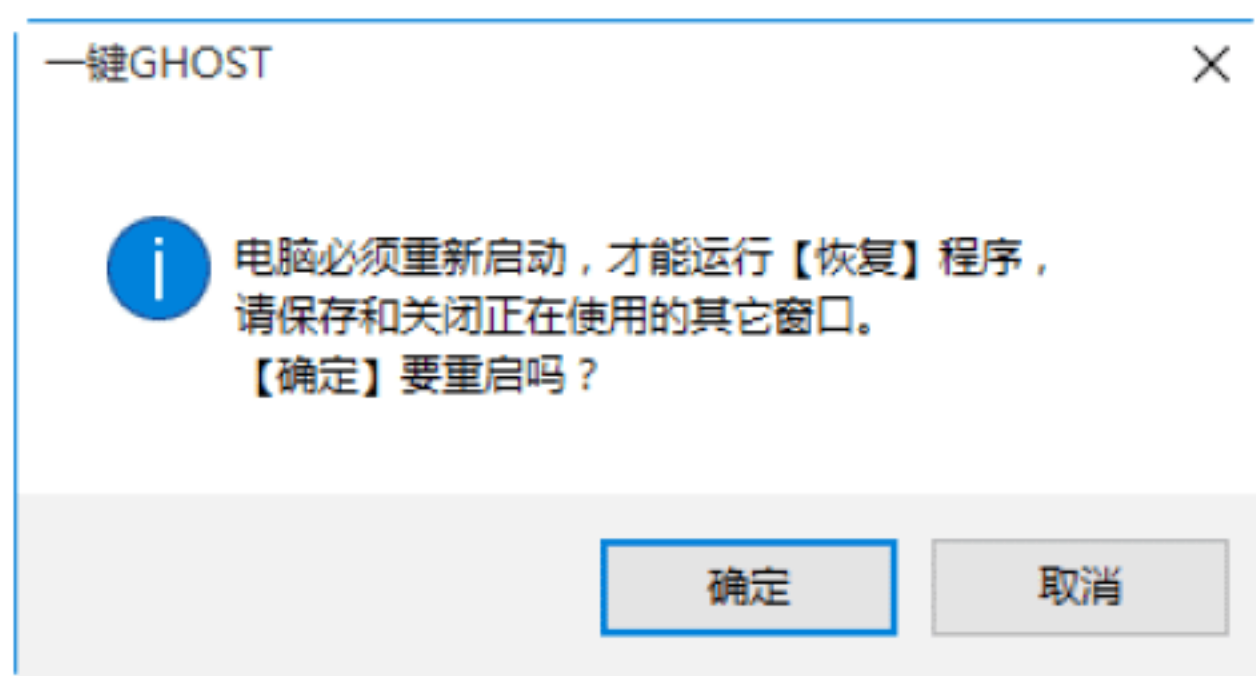 一键GHOST
电脑必须重新启动，才能运行【恢复】程序，
请保存和关闭正在使用的其它窗口。
【确定】要重启吗？
确定
取消